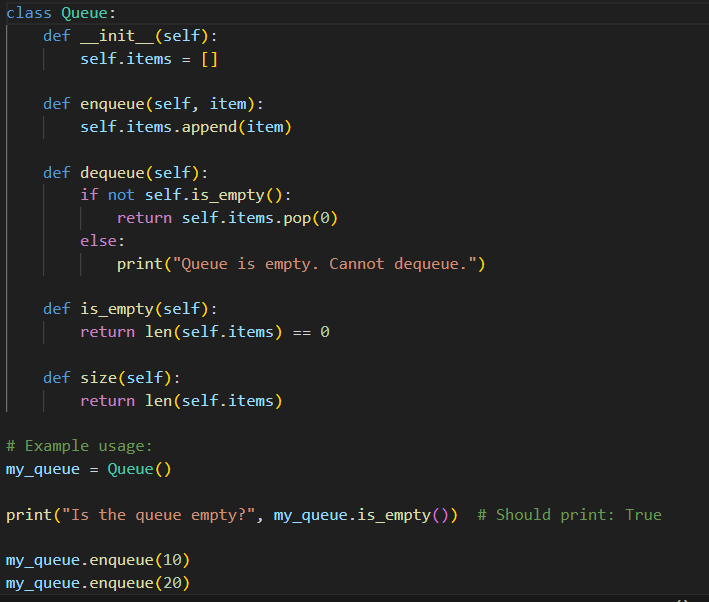 class Queue:
    def __init__(self):
        self.items = []
    def enqueue(self, item):
        self.items.append(item)
    def dequeue(self):
        if not self.is_empty():
            return self.items.pop(0)
        else:
            print("Queue is empty. Cannot dequeue.")
    def is_empty(self):
        return len(self.items) == 0
    def size(self):
        return len(self.items)
# Example usage:
my_queue = Queue()
print("Is the queue empty?", my_queue.is_empty())  # Should print: True
my_queue.enqueue(10)
my_queue.enqueue(20)